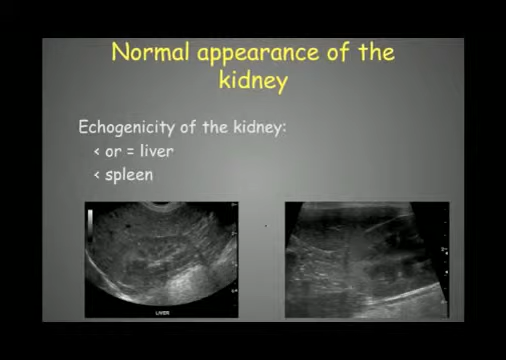 Normal appearance of the
kidney
Echogenicity of the kidney:
< or = liver
< spleen
LIVER